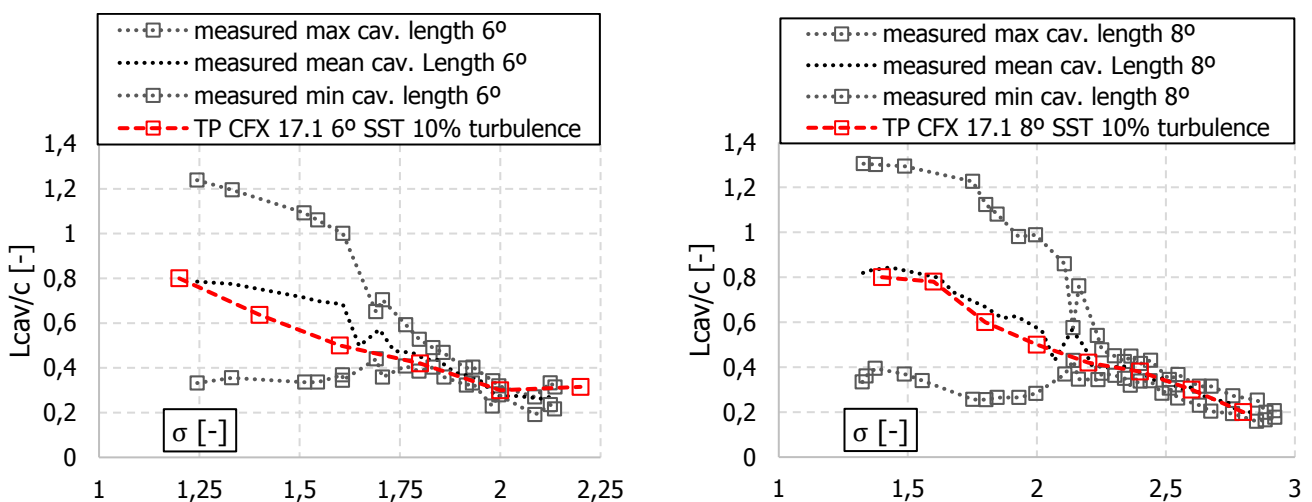 measured max cav. length 6º
measured mean cav. Length 6º
measured min cav. length 6º
TP CFX 17.1 6º SST 10% turbulence
1,4
1,2
1
0,8
0,6
0,4
0,2
0
Lcav/c [-]
σ [-]
1
1,25
1,5
1,75
2
2,25
measured max cav. length 8º
measured mean cav. Length 8º
measured min cav. length 8º
TP CFX 17.1 8º SST 10% turbulence
1,4
1,2
1
0,8
0,6
0,4
0,2
0
Lcav/c [-]
σ [-]
1
1,5
2
2,5
3